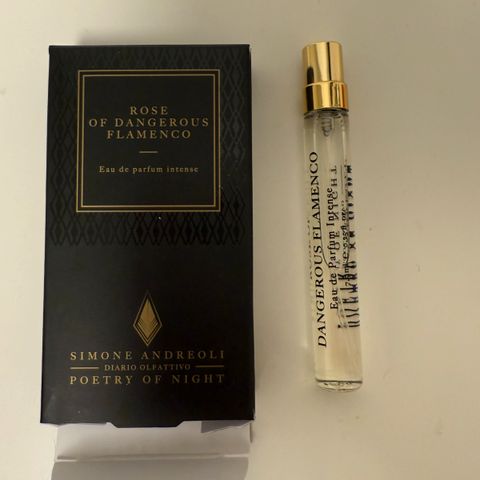 ROSE
OF DANGEROUS
FLAMENCO
Eau de parfum intense
SIMONE ANDREOLI
DIARIO OLFATTIVO
POETRY OF NIGHT
DANGEROUS FLAMENCO
Eau de Parfum Intense